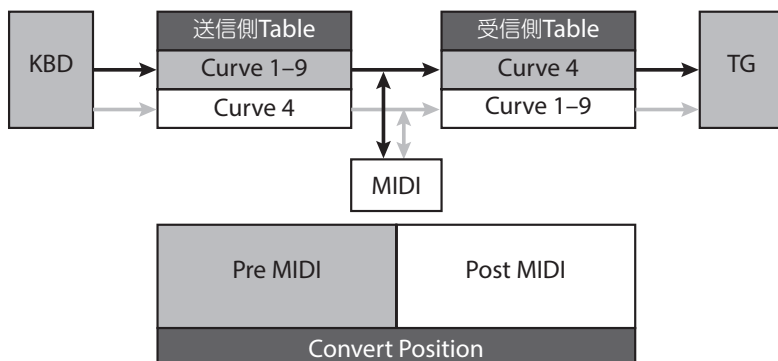 KBD
送信側Table
Curve 1–9
Curve 4
受信側Table
Curve 4
Curve 1–9
TG
MIDI
Pre MIDI
Post MIDI
Convert Position